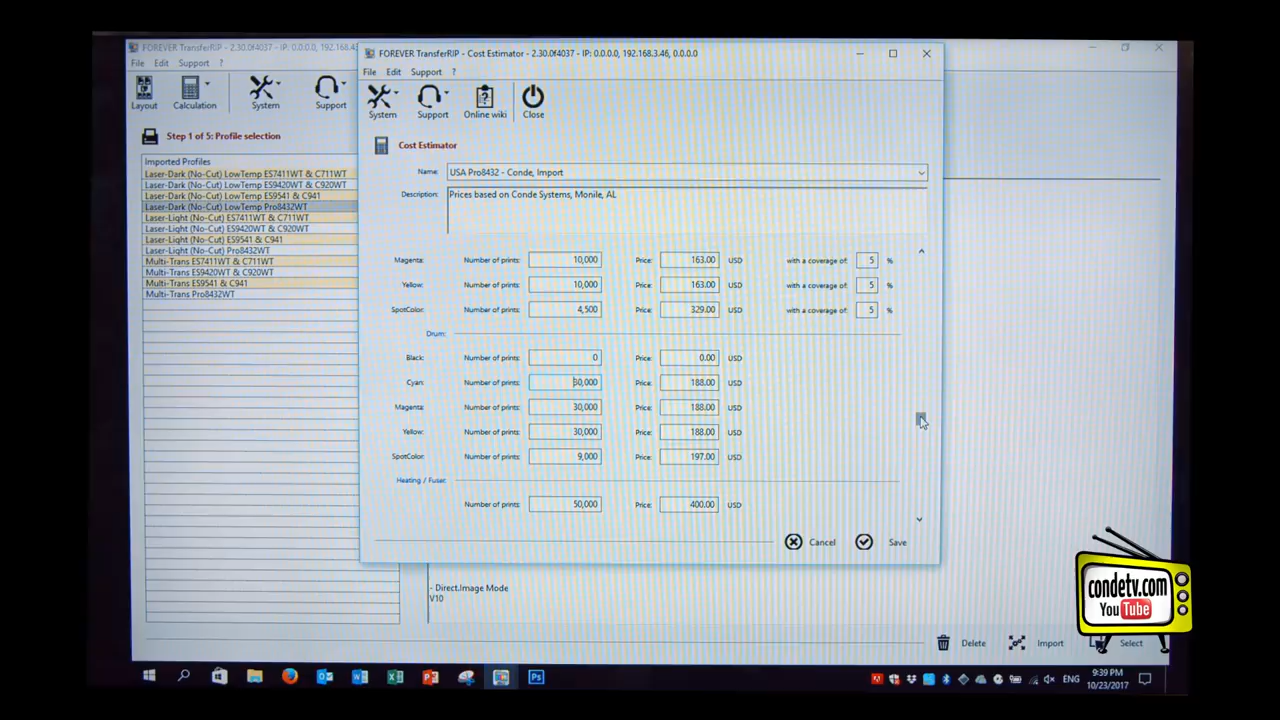 FOREVER TransferRIP - 2.30.0f4037 - IP: 0.0.0.0, 192.168.3.4
File Edit Support ?
Layout Calculation System Support
Step 1 of 5: Profile selection
Imported Profiles
Laser-Dark (No-Cut) LowTemp ES7411WT & C711WT
Laser-Dark (No-Cut) LowTemp ES9420WT & C920WT
Laser-Dark (No-Cut) LowTemp ES9541 & C941
Laser-Dark (No-Cut) LowTemp Pro8432WT
Laser-Light (No-Cut) ES7411WT & C711WT
Laser-Light (No-Cut) ES9420WT & C920WT
Laser-Light (No-Cut) ES9541 & C941
Laser-Light (No-Cut) Pro8432WT
Multi-Trans ES7411WT & C711WT
Multi-Trans ES9420WT & C920WT
Multi-Trans ES9541 & C941
Multi-Trans Pro8432WT
FOREVER TransferRIP - Cost Estimator - 2.30.0f4037 - IP: 0.0.0.0, 192.168.3.46, 0.0.0.0
File Edit Support ?
System Support Online wiki Close
Cost Estimator
Name: USA Pro8432 - Conde, Import
Description: Prices based on Conde Systems, Monile, AL
Magenta: Number of prints: 10,000 Price: 163.00 USD with a coverage of: 5 %
Yellow: Number of prints: 10,000 Price: 163.00 USD with a coverage of: 5 %
SpotColor: Number of prints: 4,500 Price: 329.00 USD with a coverage of: 5 %
Drum:
Black: Number of prints: 0 Price: 0.00 USD
Cyan: Number of prints: 30,000 Price: 188.00 USD
Magenta: Number of prints: 30,000 Price: 188.00 USD
Yellow: Number of prints: 30,000 Price: 188.00 USD
SpotColor: Number of prints: 9,000 Price: 197.00 USD
Heating / Fuser:
Number of prints: 50,000 Price: 400.00 USD
Cancel Save
- Direct.Image Mode
V10
Delete Import Select
condetv.com
YouTube
ENG
9:39 PM
10/23/2017